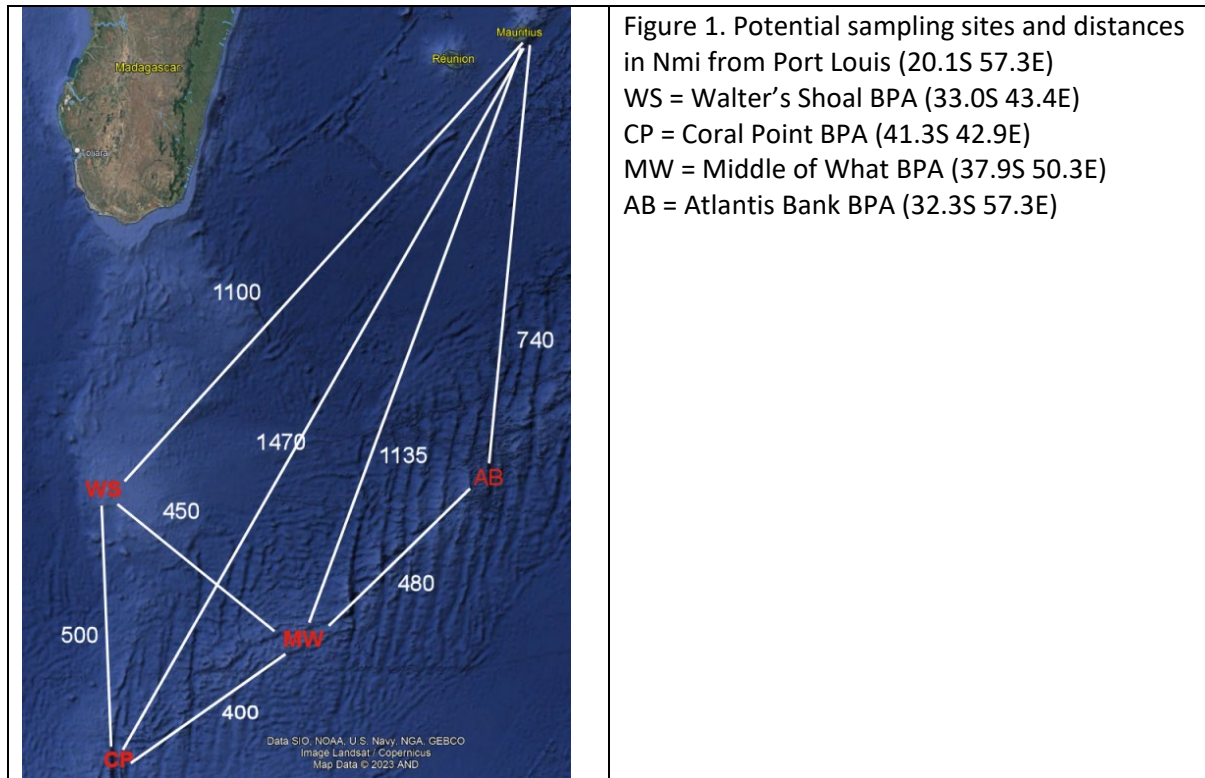 Mauritius
Reunion
Madagascar
Toliara
1100
740
1470
1135
AB
WS
450
480
MW
500
400
CP
Data SIO, NOAA, U.S. Navy, NGA, GEBCO
Image Landsat / Copernicus
Map Data © 2023 AND
Figure 1. Potential sampling sites and distances
in Nmi from Port Louis (20.1S 57.3E)
WS = Walter’s Shoal BPA (33.0S 43.4E)
CP = Coral Point BPA (41.3S 42.9E)
MW = Middle of What BPA (37.9S 50.3E)
AB = Atlantis Bank BPA (32.3S 57.3E)